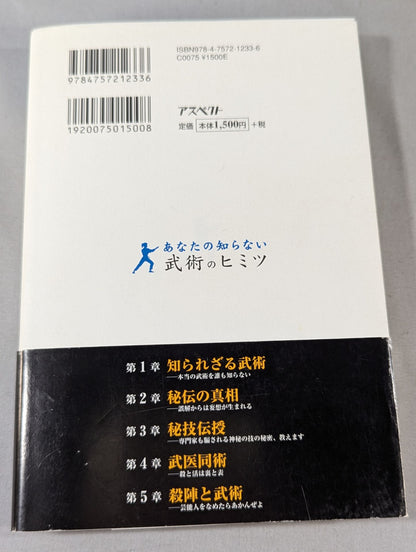 ISBN978-4-7572-1233-6
C0075 ¥1500E
9784757212336
1920075015008
アスペクト
定価 本体1,500円 +税
あなたの知らない
武術のヒミツ
第1章 知られざる武術
──本当の武術を誰も知らない
第2章 秘伝の真相
──誤解からは妄想が生まれる
第3章 秘技伝授
──専門家も騙される神秘の技の秘密、教えます
第4章 武医同術
──殺と活は裏と表
第5章 殺陣と武術
──芸能人をなめたらあかんぜよ